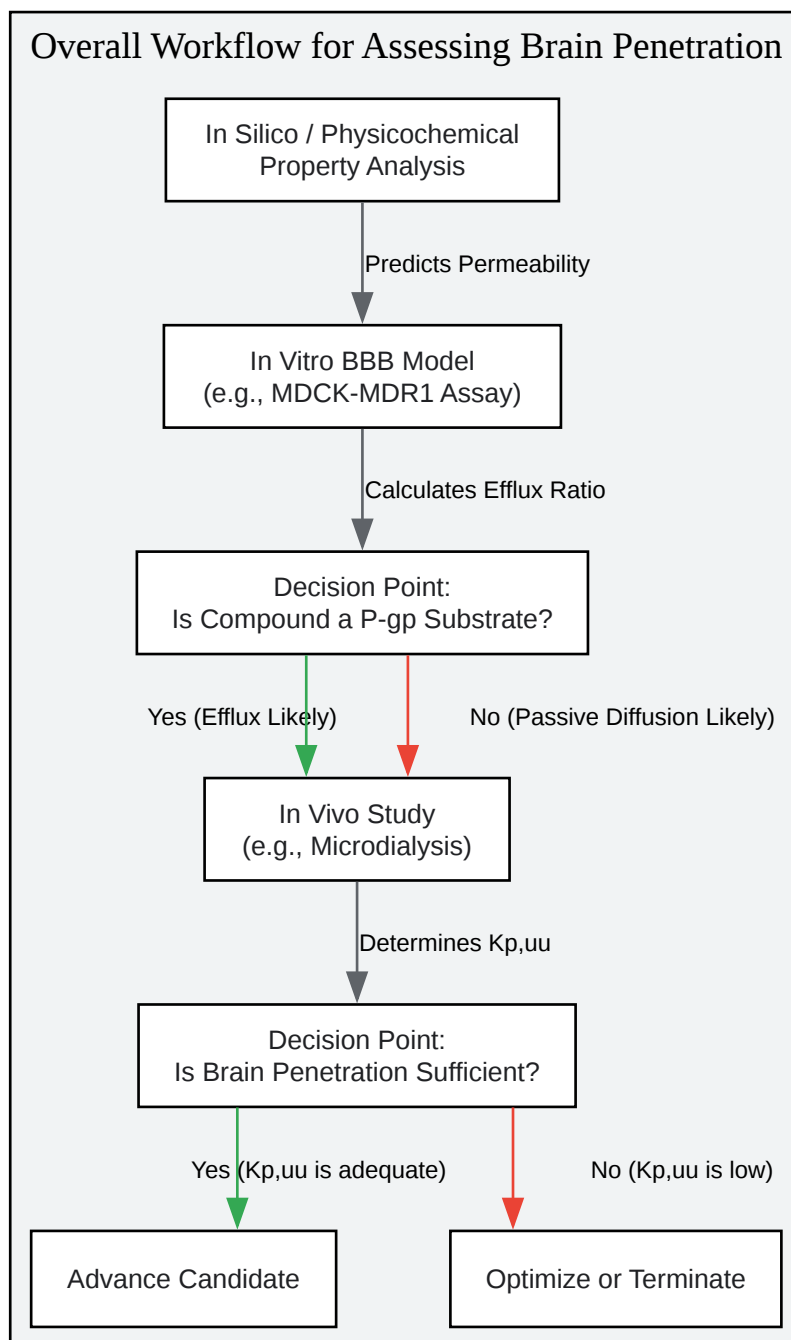 Overall Workflow for Assessing Brain Penetration
In Silico / Physicochemical
Property Analysis
Predicts Permeability
In Vitro BBB Model
(e.g., MDCK-MDR1 Assay)
Calculates Efflux Ratio
Decision Point:
Is Compound a P-gp Substrate?
Yes (Efflux Likely)
No (Passive Diffusion Likely)
In Vivo Study
(e.g., Microdialysis)
Determines Kp,uu
Decision Point:
Is Brain Penetration Sufficient?
Yes (Kp,uu is adequate)
No (Kp,uu is low)
Advance Candidate
Optimize or Terminate